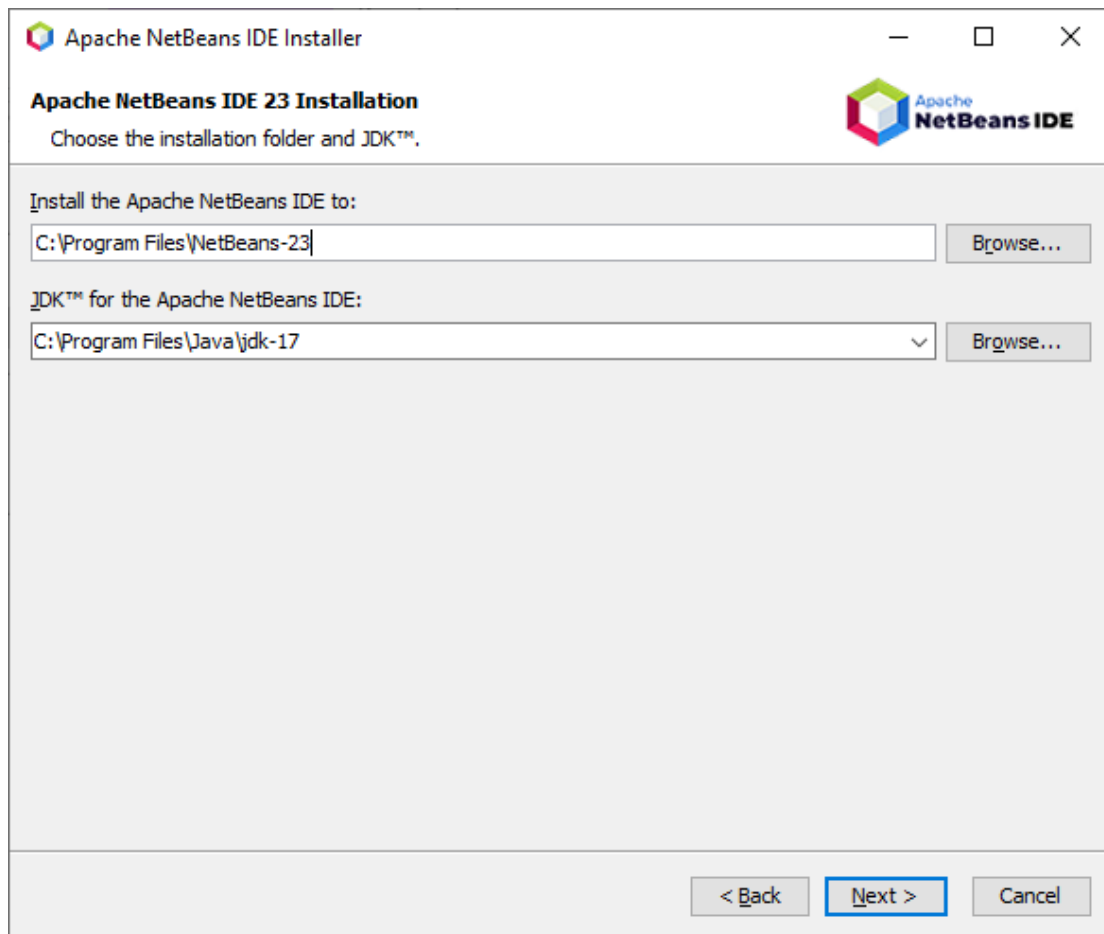 Apache NetBeans IDE Installer
Apache NetBeans IDE 23 Installation
Choose the installation folder and JDK™.
Apache
NetBeans IDE
Install the Apache NetBeans IDE to:
C:\Program Files\NetBeans-23
Browse...
JDK™ for the Apache NetBeans IDE:
C:\Program Files\Java\jdk-17
Browse...
< Back
Next >
Cancel